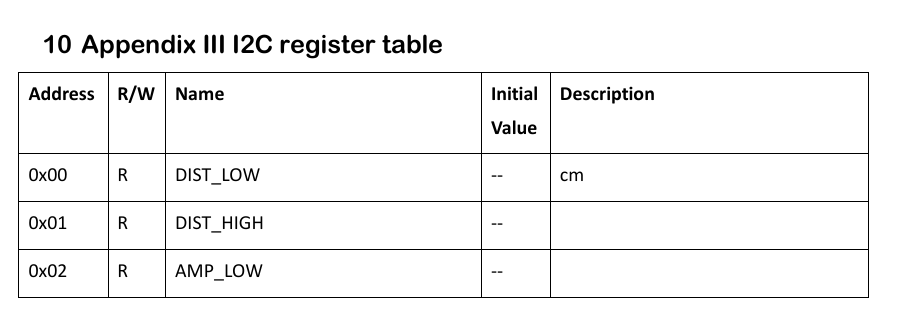 10 Appendix III I2C register table
Address R/W Name Initial Value Description
0x00 R DIST_LOW -- cm
0x01 R DIST_HIGH --
0x02 R AMP_LOW --